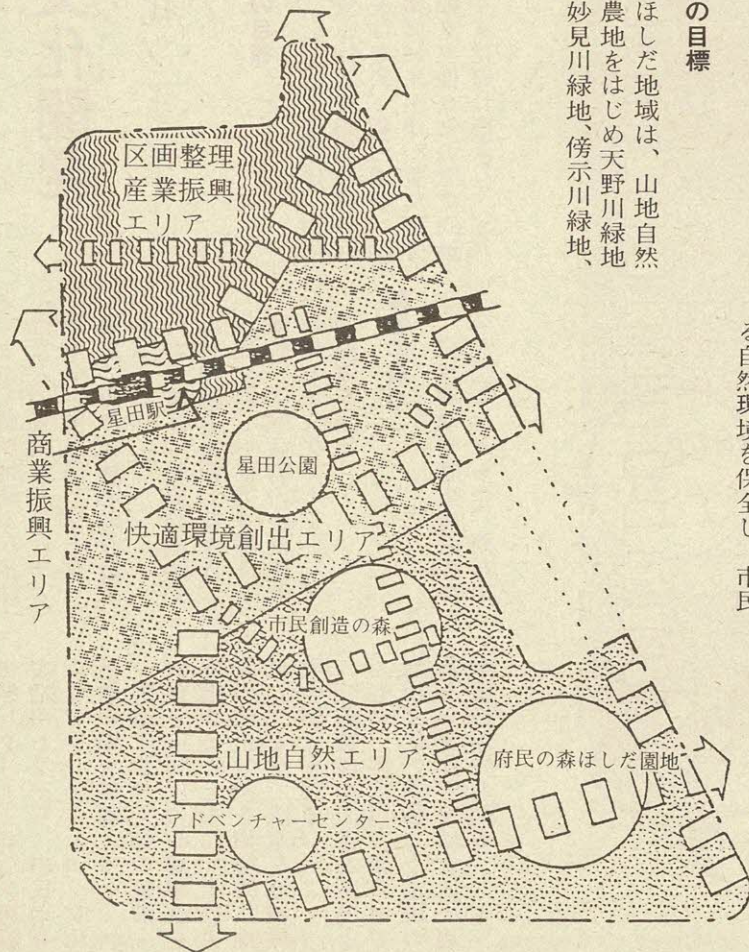 の目標
ほしだ地域は、山地自然
農地をはじめ天野川緑地
妙見川緑地、傍示川緑地、
る自然環境を保全し、市民
区画整理
産業振興
エリア
星田駅
商業振興エリア
星田公園
快適環境創出エリア
市民創造の森
山地自然エリア
府民の森ほしだ園地
アドベンチャーセンター